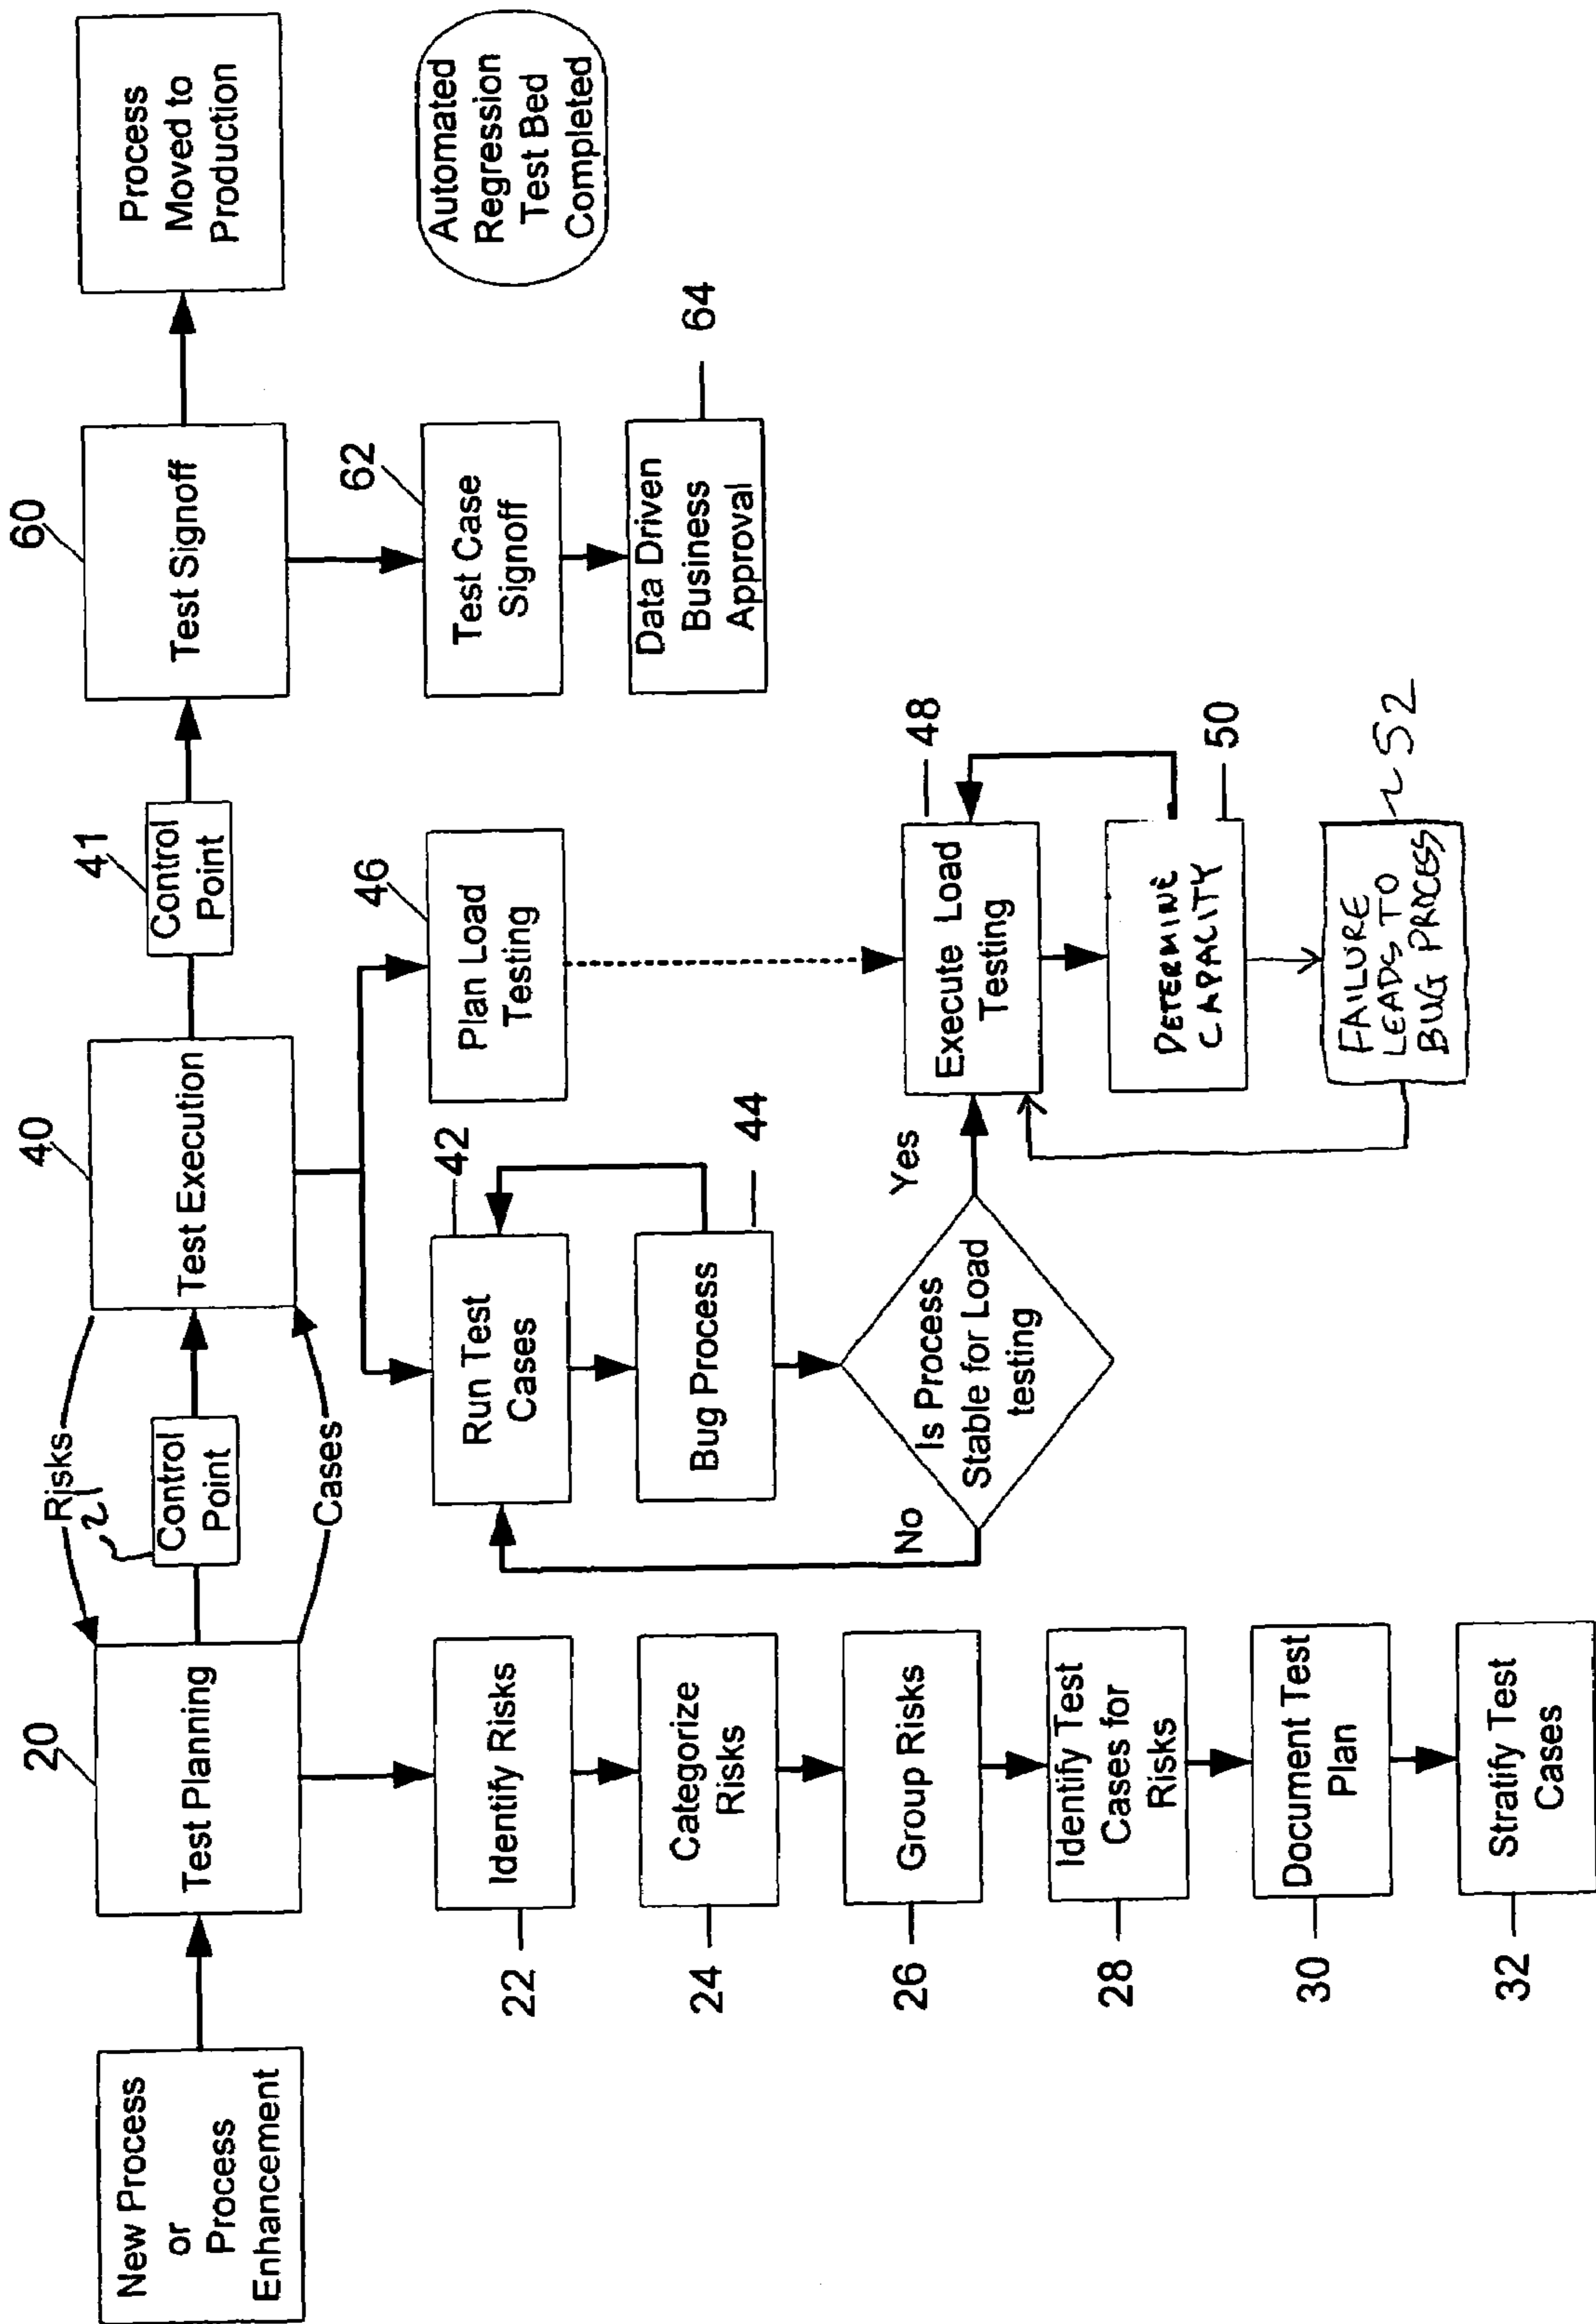 New Process
or
Process
Enhancement
20
Test Planning
Risks
21
Control
Point
Cases
40
Test Execution
41
Control
Point
60
Test Signoff
Process
Moved to
Production
Automated
Regression
Test Bed
Completed
22
Identify Risks
24
Categorize
Risks
26
Group Risks
28
Identify Test
Cases for
Risks
30
Document Test
Plan
32
Stratify Test
Cases
42
Run Test
Cases
44
Bug Process
Is Process
Stable for Load
testing
No
Yes
46
Plan Load
Testing
48
Execute Load
Testing
50
DETERMINE
CAPACITY
52
FAILURE
LEADS TO
BUG PROCESS
62
Test Case
Signoff
64
Data Driven
Business
Approval